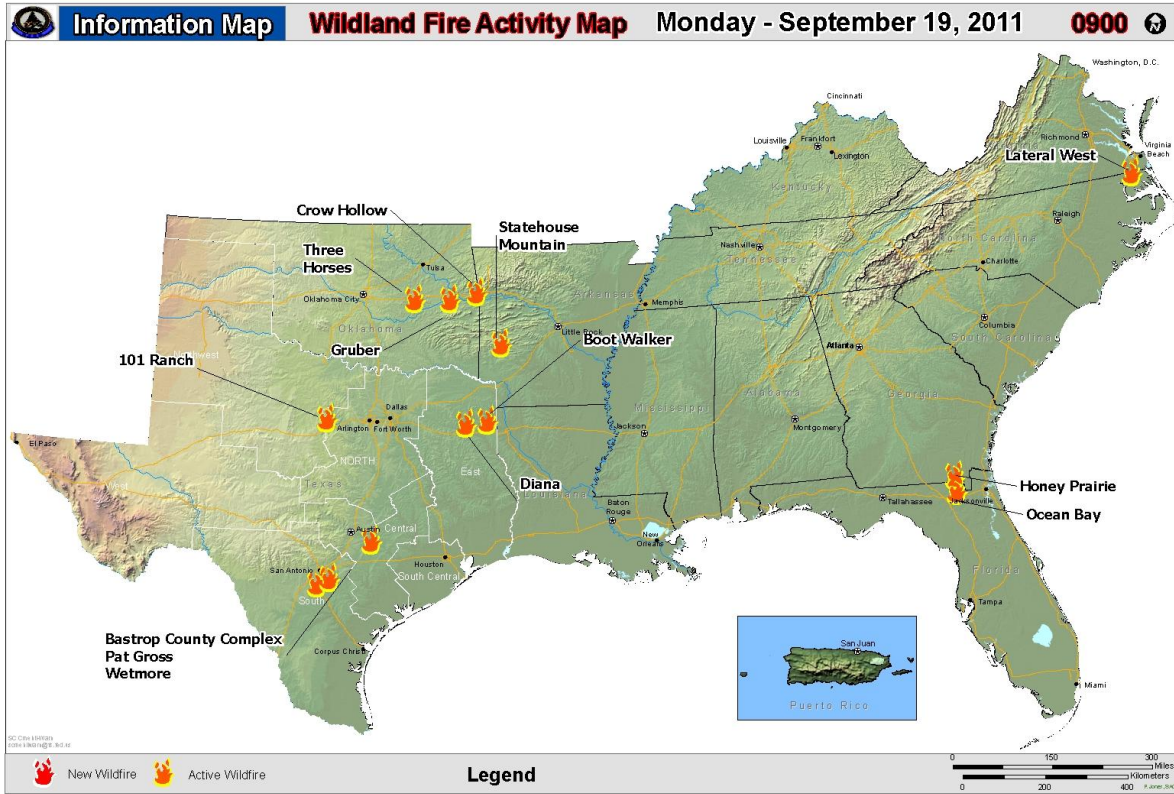 Information Map
Wildland Fire Activity Map
Monday - September 19, 2011
0900
Washington, D.C.
Cincinnati
Louisville
Frankfort
Lexington
Richmond
Virginia
Beach
Lateral West
Kentucky
Crow Hollow
Statehouse
Mountain
Three
Horses
Tulsa
Raleigh
North Carolina
Nashville
Tennessee
Charlotte
Oklahoma City
Arkansas
Memphis
Oklahoma
Little Rock
Columbia
South Carolina
Gruber
Boot Walker
Atlanta
101 Ranch
Georgia
Dallas
Arlington
Fort Worth
Mississippi
Alabama
Montgomery
Jackson
El Paso
NORTH
East
West
Texas
Diana
Louisiana
Honey Prairie
Baton
Rouge
Tallahassee
Jacksonville
Ocean Bay
Austin
Central
New
Orleans
Houston
San Antonio
South Central
South
Florida
Tampa
Bastrop County Complex
Pat Gross
Wetmore
Corpus Christi
San Juan
Puerto Rico
Miami
New Wildfire
Active Wildfire
Legend
0 150 300
Miles
Kilometers
0 200 400